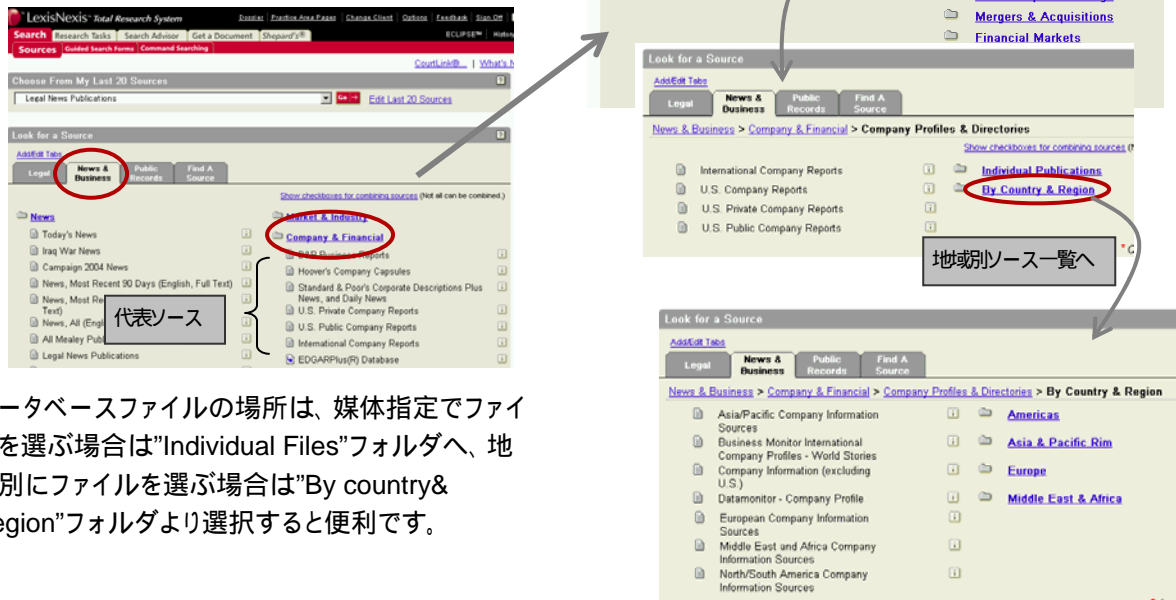 LexisNexis™ Total Research System
Dossier | Practice Area Pages | Change Client | Options | Feedback | Sign Off |
Search | Research Tasks | Search Advisor | Get a Document | Shepard's®
ECLIPSE™
Sources | Guided Search Forms | Command Searching
CourtLink®... | What's N
Choose From My Last 20 Sources
Legal News Publications
Go → Edit Last 20 Sources
Look for a Source
Add/Edit Tabs
Legal
News & Business
Public Records
Find A Source
Show checkboxes for combining sources (Not all can be combined.)
News
Today's News
Iraq War News
Campaign 2004 News
News, Most Recent 90 Days (English, Full Text)
News, Most Re
Text)
News, All (Engl
All Mealey Publ
Legal News Publications
代表ソース
Market & Industry
Company & Financial
D&B Business Reports
Hoover's Company Capsules
Standard & Poor's Corporate Descriptions Plus
News, and Daily News
U.S. Private Company Reports
U.S. Public Company Reports
International Company Reports
EDGARPlus(R) Database
ータベースファイルの場所は、媒体指定でファイ
を選ぶ場合は”Individual Files”フォルダへ、地
別にファイルを選ぶ場合は”By country&
egion”フォルダより選択すると便利です。
Mergers & Acquisitions
Financial Markets
Look for a Source
Add/Edit Tabs
Legal
News & Business
Public Records
Find A Source
News & Business > Company & Financial > Company Profiles & Directories
Show checkboxes for combining sources (N
International Company Reports
U.S. Company Reports
U.S. Private Company Reports
U.S. Public Company Reports
Individual Publications
By Country & Region
地域別ソース一覧へ
Look for a Source
Add/Edit Tabs
Legal
News & Business
Public Records
Find A Source
News & Business > Company & Financial > Company Profiles & Directories > By Country & Region
Asia/Pacific Company Information
Sources
Business Monitor International
Company Profiles - World Stories
Company Information (excluding
U.S.)
Datamonitor - Company Profile
European Company Information
Sources
Middle East and Africa Company
Information Sources
North/South America Company
Information Sources
Americas
Asia & Pacific Rim
Europe
Middle East & Africa